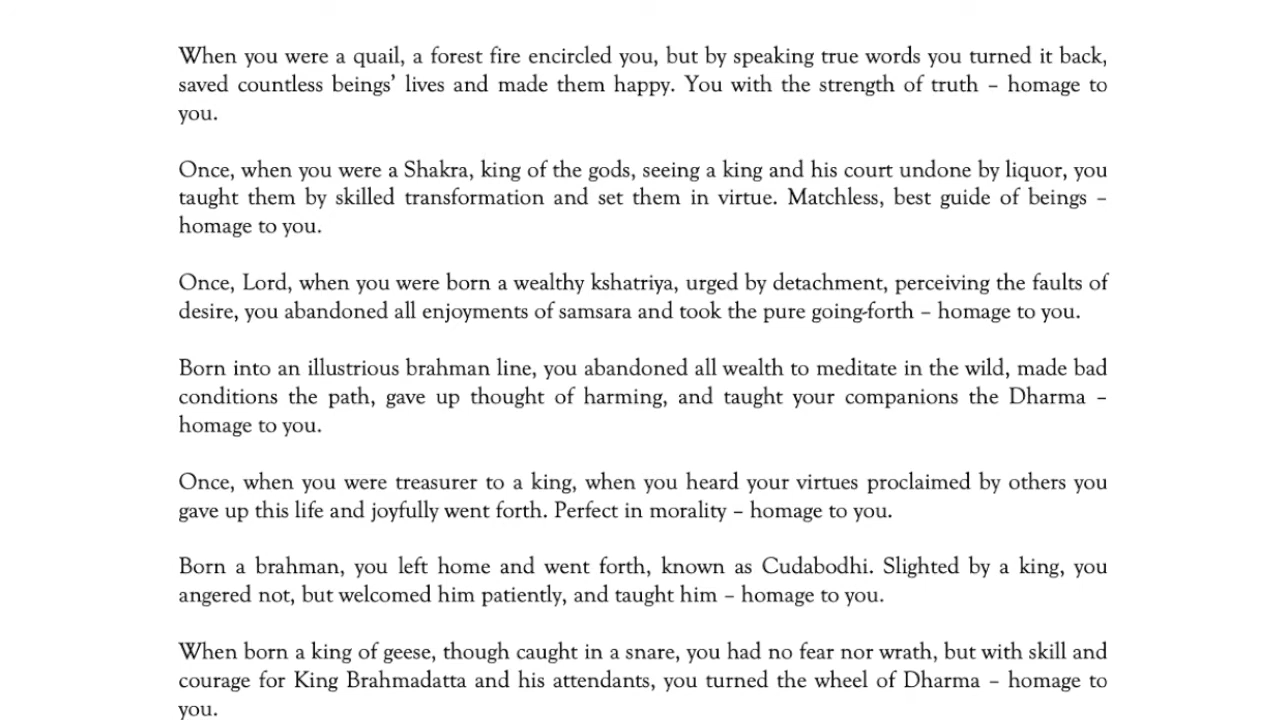 When you were a quail, a forest fire encircled you, but by speaking true words you turned it back,
saved countless beings’ lives and made them happy. You with the strength of truth – homage to
you.
Once, when you were a Shakra, king of the gods, seeing a king and his court undone by liquor, you
taught them by skilled transformation and set them in virtue. Matchless, best guide of beings –
homage to you.
Once, Lord, when you were born a wealthy kshatriya, urged by detachment, perceiving the faults of
desire, you abandoned all enjoyments of samsara and took the pure going-forth – homage to you.
Born into an illustrious brahman line, you abandoned all wealth to meditate in the wild, made bad
conditions the path, gave up thought of harming, and taught your companions the Dharma –
homage to you.
Once, when you were treasurer to a king, when you heard your virtues proclaimed by others you
gave up this life and joyfully went forth. Perfect in morality – homage to you.
Born a brahman, you left home and went forth, known as Cudabodhi. Slighted by a king, you
angered not, but welcomed him patiently, and taught him – homage to you.
When born a king of geese, though caught in a snare, you had no fear nor wrath, but with skill and
courage for King Brahmadatta and his attendants, you turned the wheel of Dharma – homage to
you.